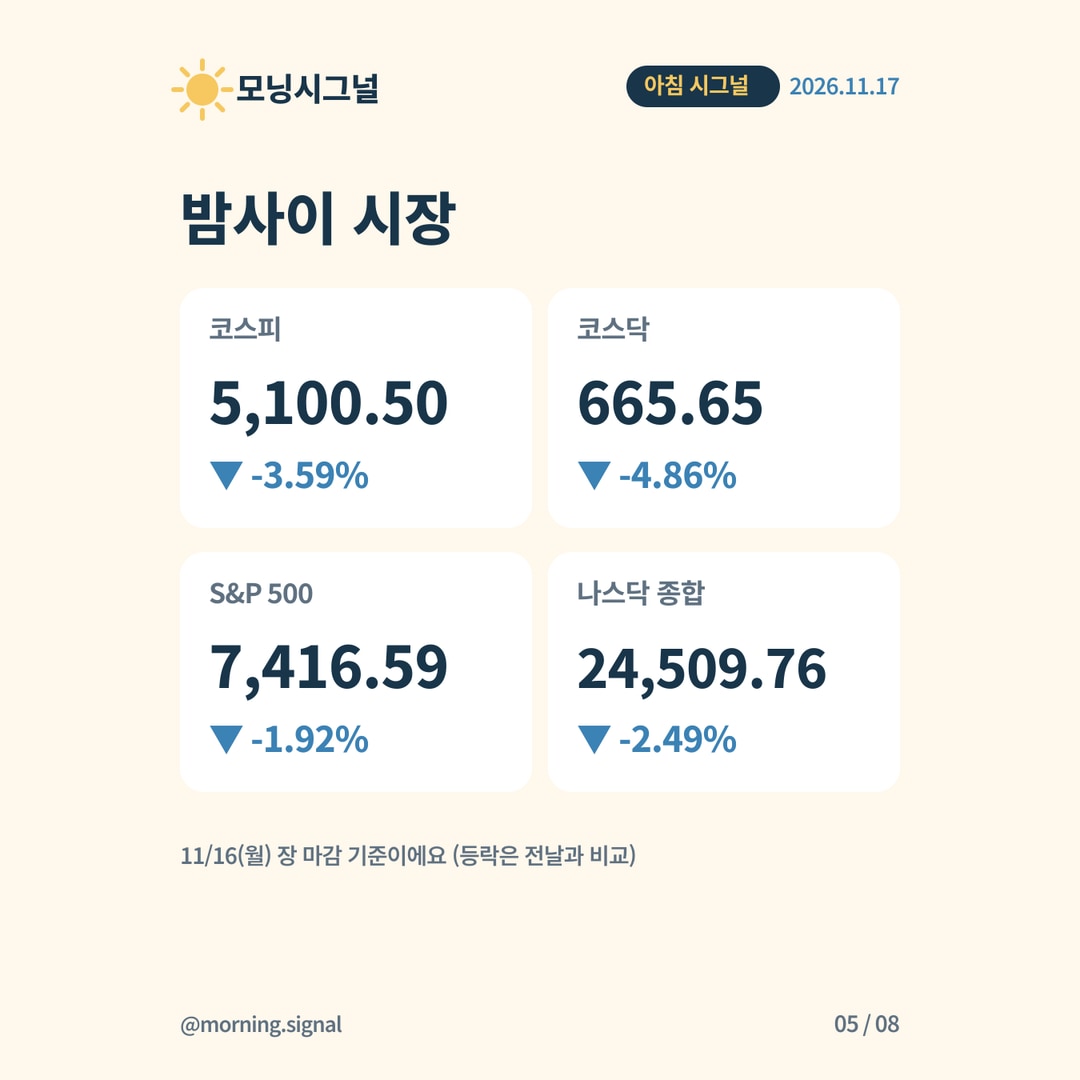 모닝시그널
아침 시그널 2026.11.17
밤사이 시장
코스피
5,100.50
▼ -3.59%
코스닥
665.65
▼ -4.86%
S&P 500
7,416.59
▼ -1.92%
나스닥 종합
24,509.76
▼ -2.49%
11/16(월) 장 마감 기준이에요 (등락은 전날과 비교)
@morning.signal
05 / 08